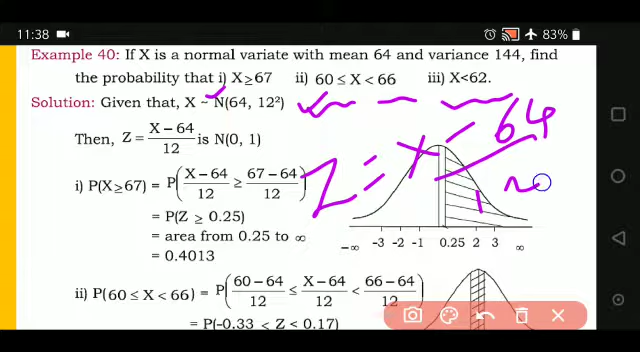 11:38
83%
Example 40: If X is a normal variate with mean 64 and variance 144, find
the probability that i) X≥67 ii) 60 ≤ X < 66 iii) X<62.
Solution: Given that, X ~ N(64, 12²)
Then, Z = (X−64)/12 is N(0, 1)
Z = X − 64 / 12
i) P(X≥67) = P((X−64)/12 ≥ (67−64)/12)
= P(Z ≥ 0.25)
= area from 0.25 to ∞
= 0.4013
−∞ −3 −2 −1 0.25 2 3 ∞
ii) P(60 ≤ X < 66) = P((60−64)/12 ≤ (X−64)/12 < (66−64)/12)
= P(-0.33 < Z < 0.17)